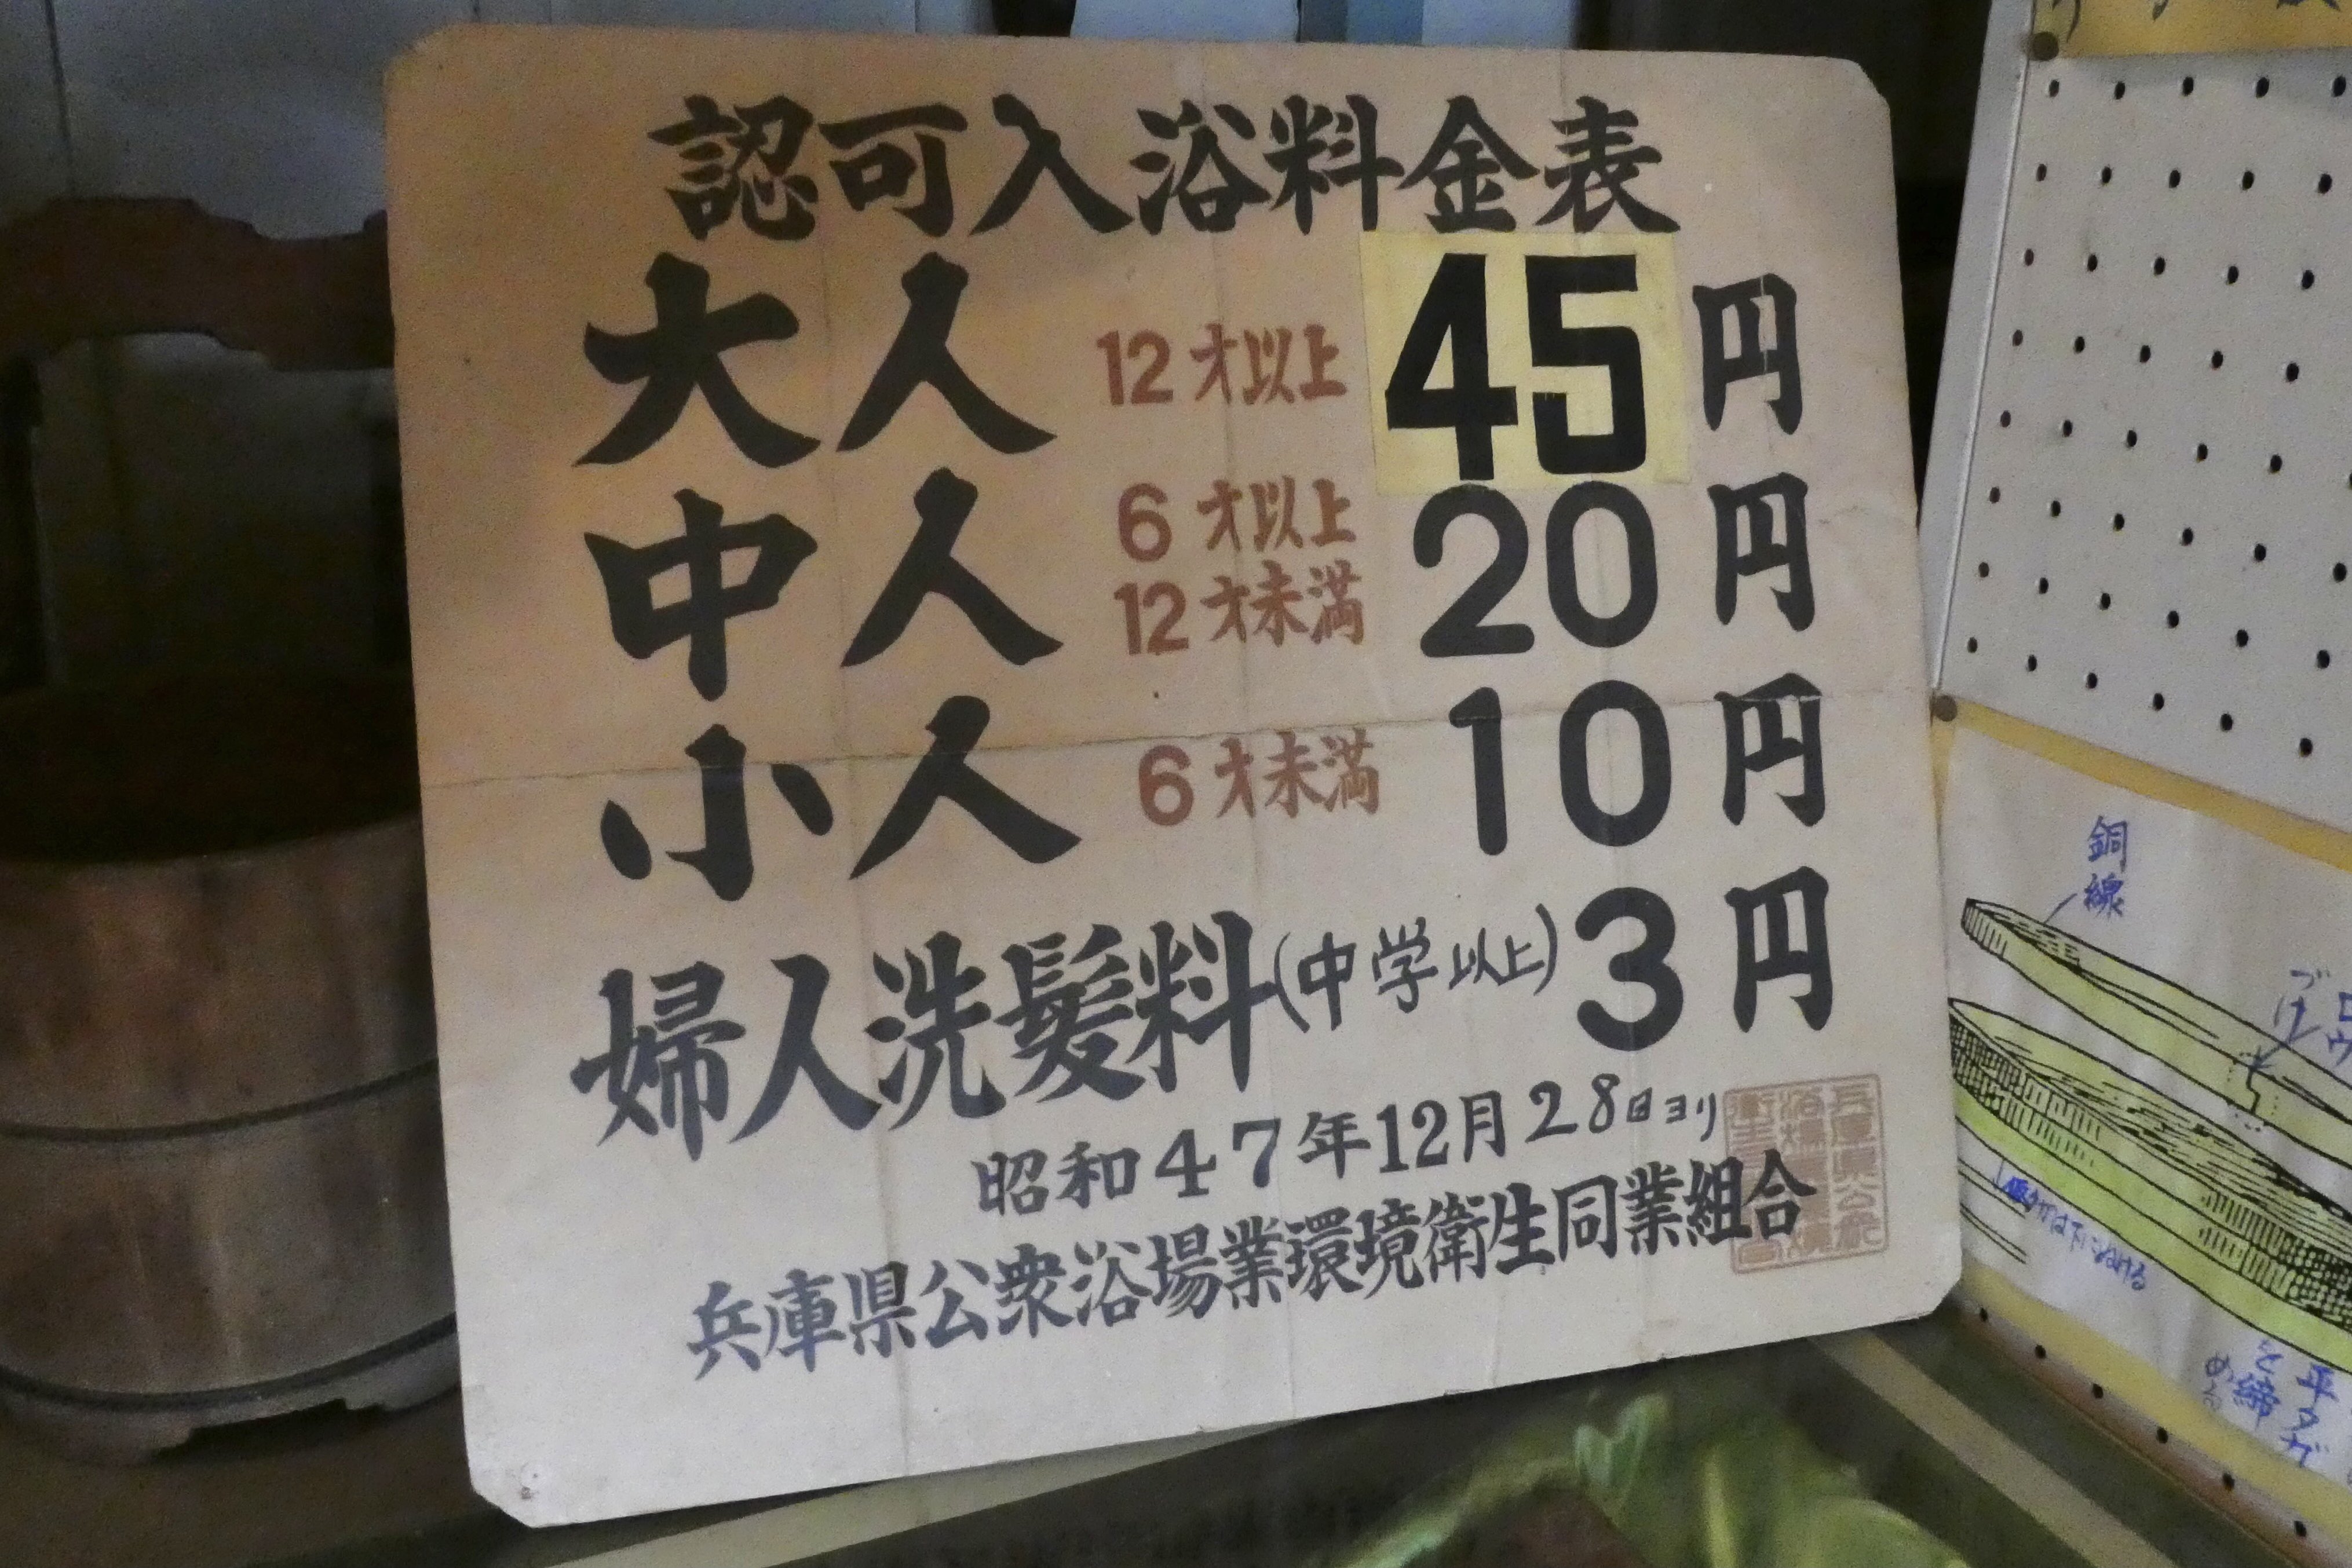 認可入浴料金表
大人 12才以上 45円
中人 6才以上
12才未満 20円
小人 6才未満 10円
婦人洗髪料(中学以上) 3円
昭和47年12月28日ヨリ
兵庫県公衆浴場業環境衛生同業組合
銅
線